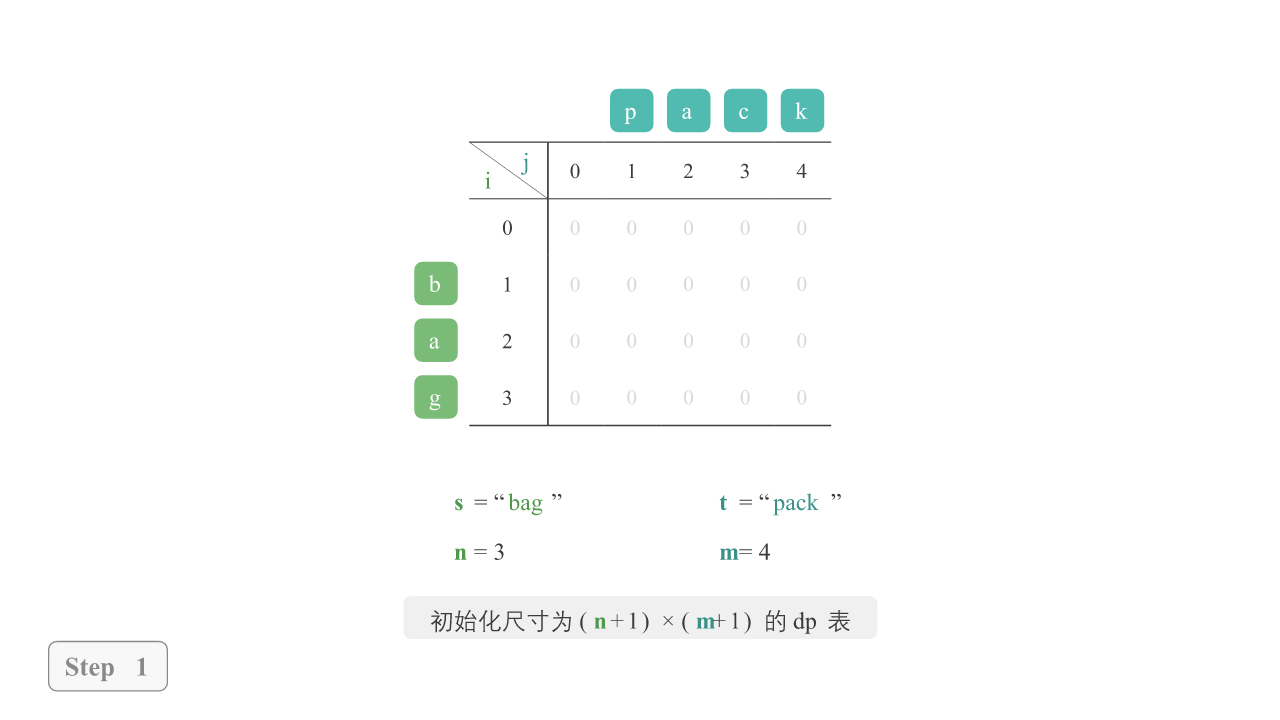 p a c k
j
i
0 1 2 3 4
0 0 0 0 0 0
b 1 0 0 0 0 0
a 2 0 0 0 0 0
g 3 0 0 0 0 0
s = “bag” t = “pack”
n = 3 m= 4
初始化尺寸为 ( n+1) × ( m+1) 的 dp 表
Step 1